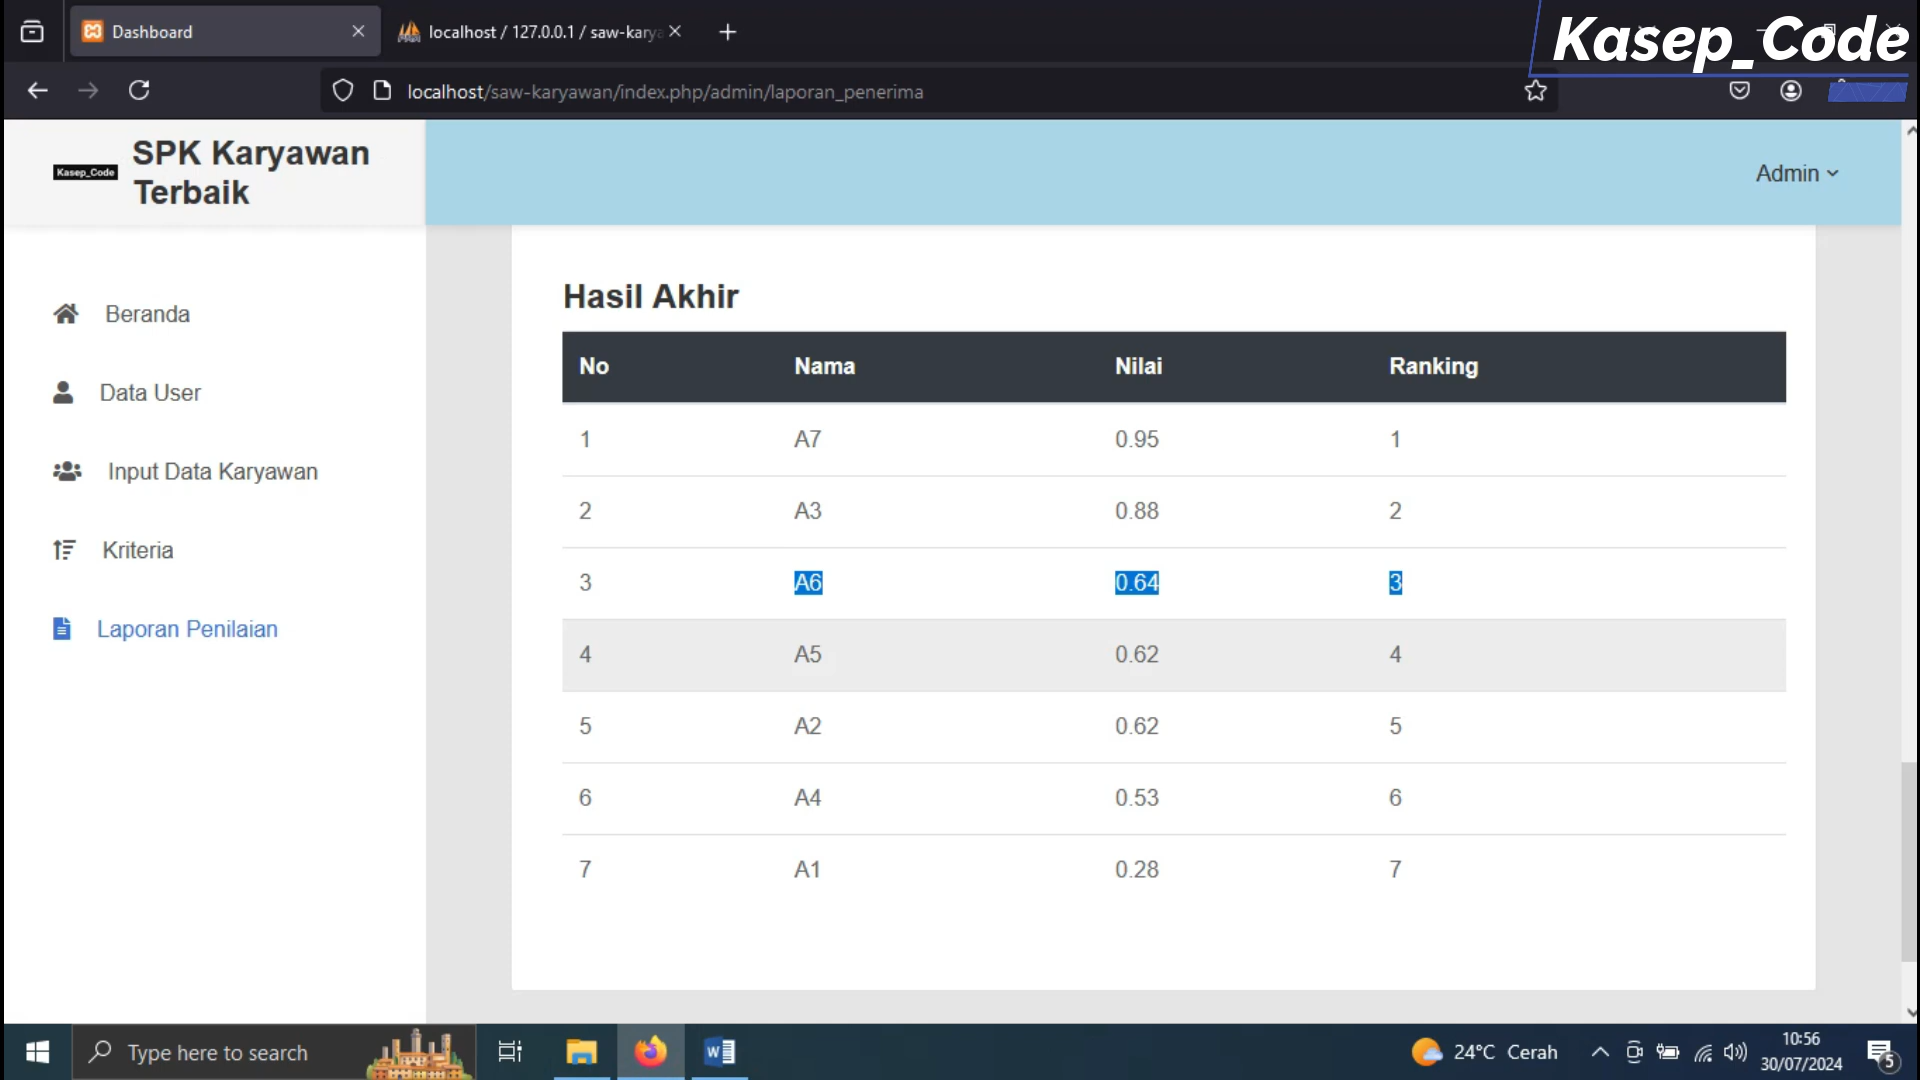 Dashboard
localhost / 127.0.0.1 / saw-karya
Kasep_Code
localhost/saw-karyawan/index.php/admin/laporan_penerima
Kasep_Code
SPK Karyawan
Terbaik
Admin
Beranda
Data User
Input Data Karyawan
Kriteria
Laporan Penilaian
Hasil Akhir
No Nama Nilai Ranking
1 A7 0.95 1
2 A3 0.88 2
3 A6 0.64 3
4 A5 0.62 4
5 A2 0.62 5
6 A4 0.53 6
7 A1 0.28 7
Type here to search
24°C Cerah
10:56
30/07/2024
5